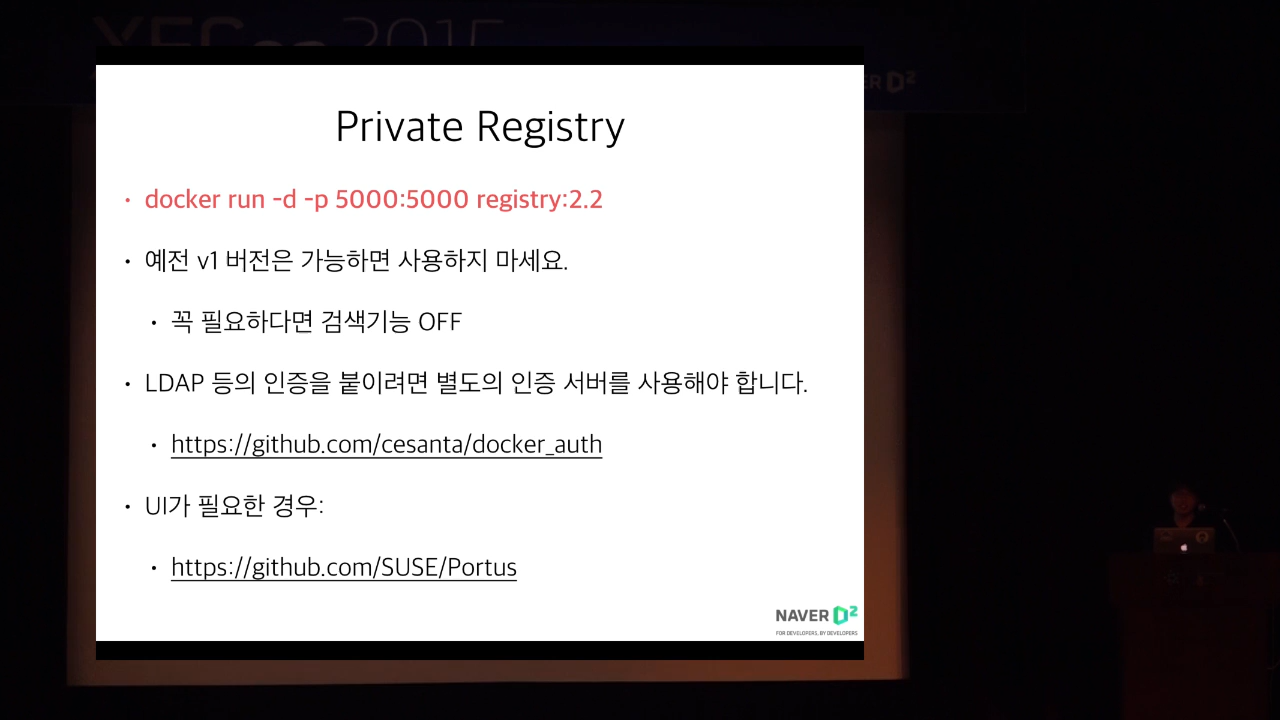 XECon 2015
Private Registry
• docker run -d -p 5000:5000 registry:2.2
• 예전 v1 버전은 가능하면 사용하지 마세요.
• 꼭 필요하다면 검색기능 OFF
• LDAP 등의 인증을 붙이려면 별도의 인증 서버를 사용해야 합니다.
• https://github.com/cesanta/docker_auth
• UI가 필요한 경우:
• https://github.com/SUSE/Portus
NAVER D2
FOR DEVELOPERS, BY DEVELOPERS